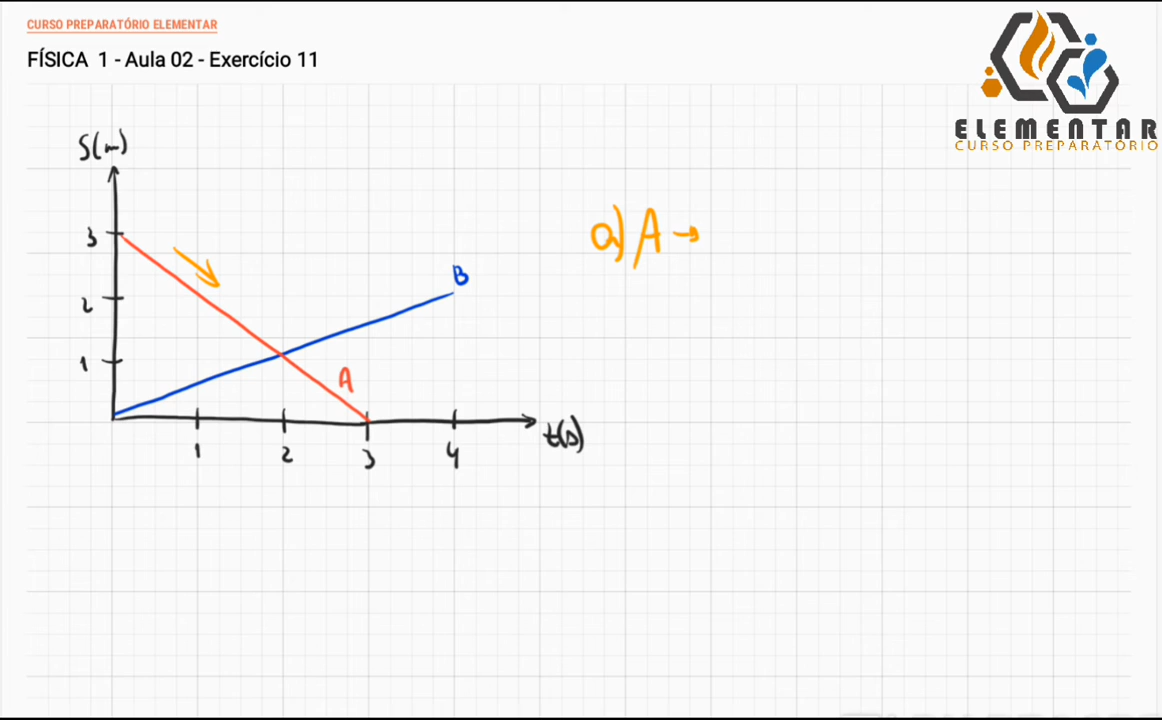 CURSO PREPARATÓRIO ELEMENTAR
FÍSICA 1 - Aula 02 - Exercício 11
ELEMENTAR
CURSO PREPARATÓRIO
S(m)
3
2
1
B
A
1
2
3
4
t(s)
a) A →